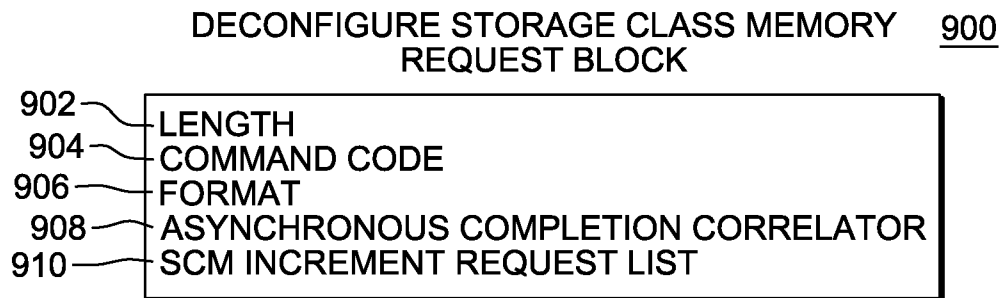 DECONFIGURE STORAGE CLASS MEMORY 900
REQUEST BLOCK
902 LENGTH
904 COMMAND CODE
906 FORMAT
908 ASYNCHRONOUS COMPLETION CORRELATOR
910 SCM INCREMENT REQUEST LIST